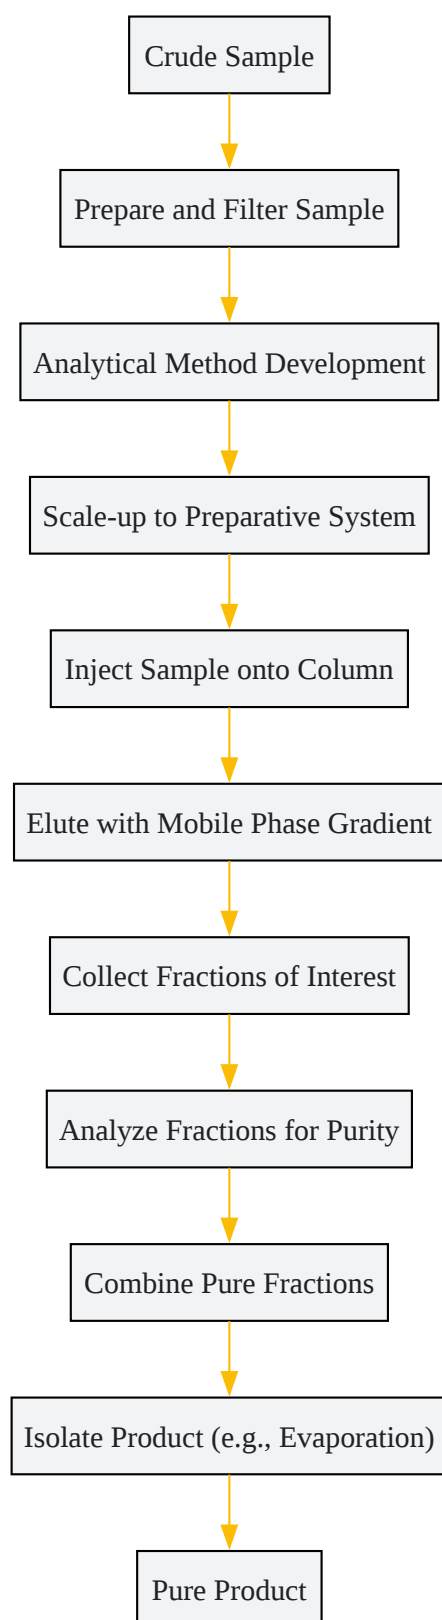 Crude Sample
Prepare and Filter Sample
Analytical Method Development
Scale-up to Preparative System
Inject Sample onto Column
Elute with Mobile Phase Gradient
Collect Fractions of Interest
Analyze Fractions for Purity
Combine Pure Fractions
Isolate Product (e.g., Evaporation)
Pure Product